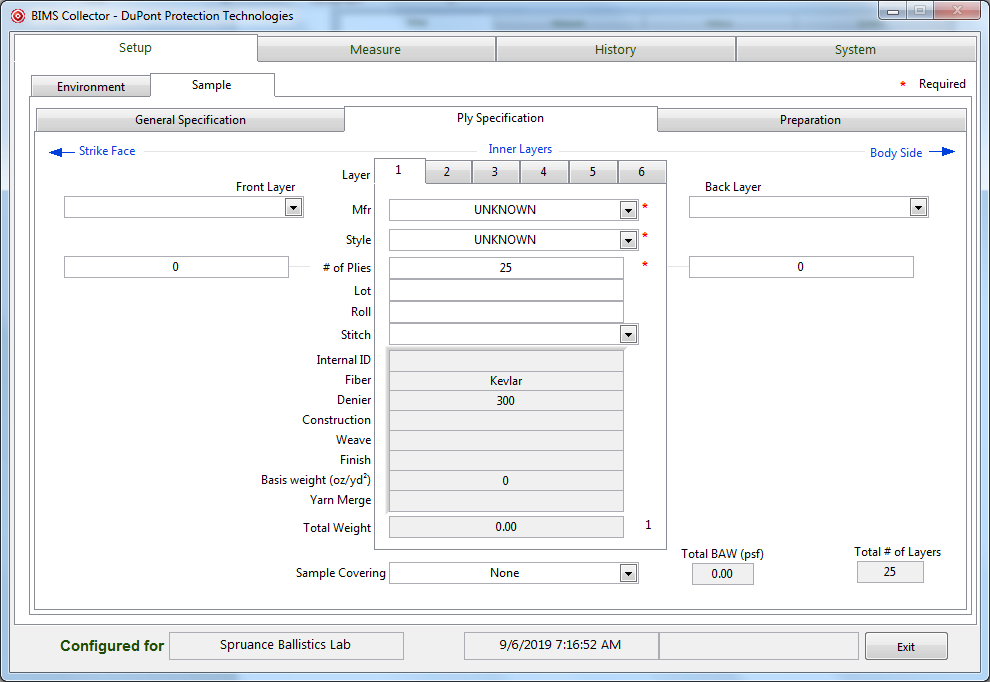 BIMS Collector - DuPont Protection Technologies
Setup Measure History System
Environment Sample * Required
General Specification Ply Specification Preparation
Strike Face Inner Layers Body Side
Layer 1 2 3 4 5 6
Front Layer Back Layer
Mfr UNKNOWN *
Style UNKNOWN *
0 # of Plies 25 * 0
Lot
Roll
Stitch
Internal ID
Fiber Kevlar
Denier 300
Construction
Weave
Finish
Basis weight (oz/yd²) 0
Yarn Merge
Total Weight 0.00 1
Total BAW (psf) Total # of Layers
Sample Covering None 0.00 25
Configured for Spruance Ballistics Lab 9/6/2019 7:16:52 AM Exit